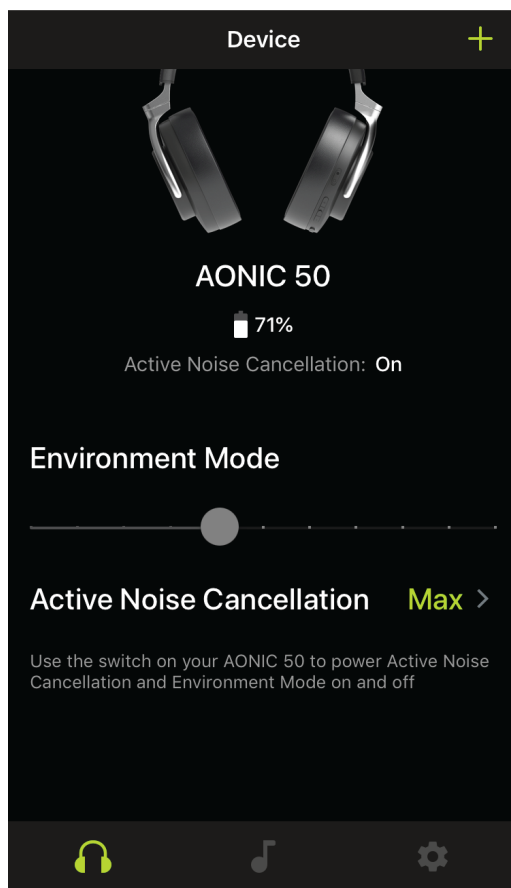 Device
AONIC 50
71%
Active Noise Cancellation: On
Environment Mode
Active Noise Cancellation Max
Use the switch on your AONIC 50 to power Active Noise
Cancellation and Environment Mode on and off